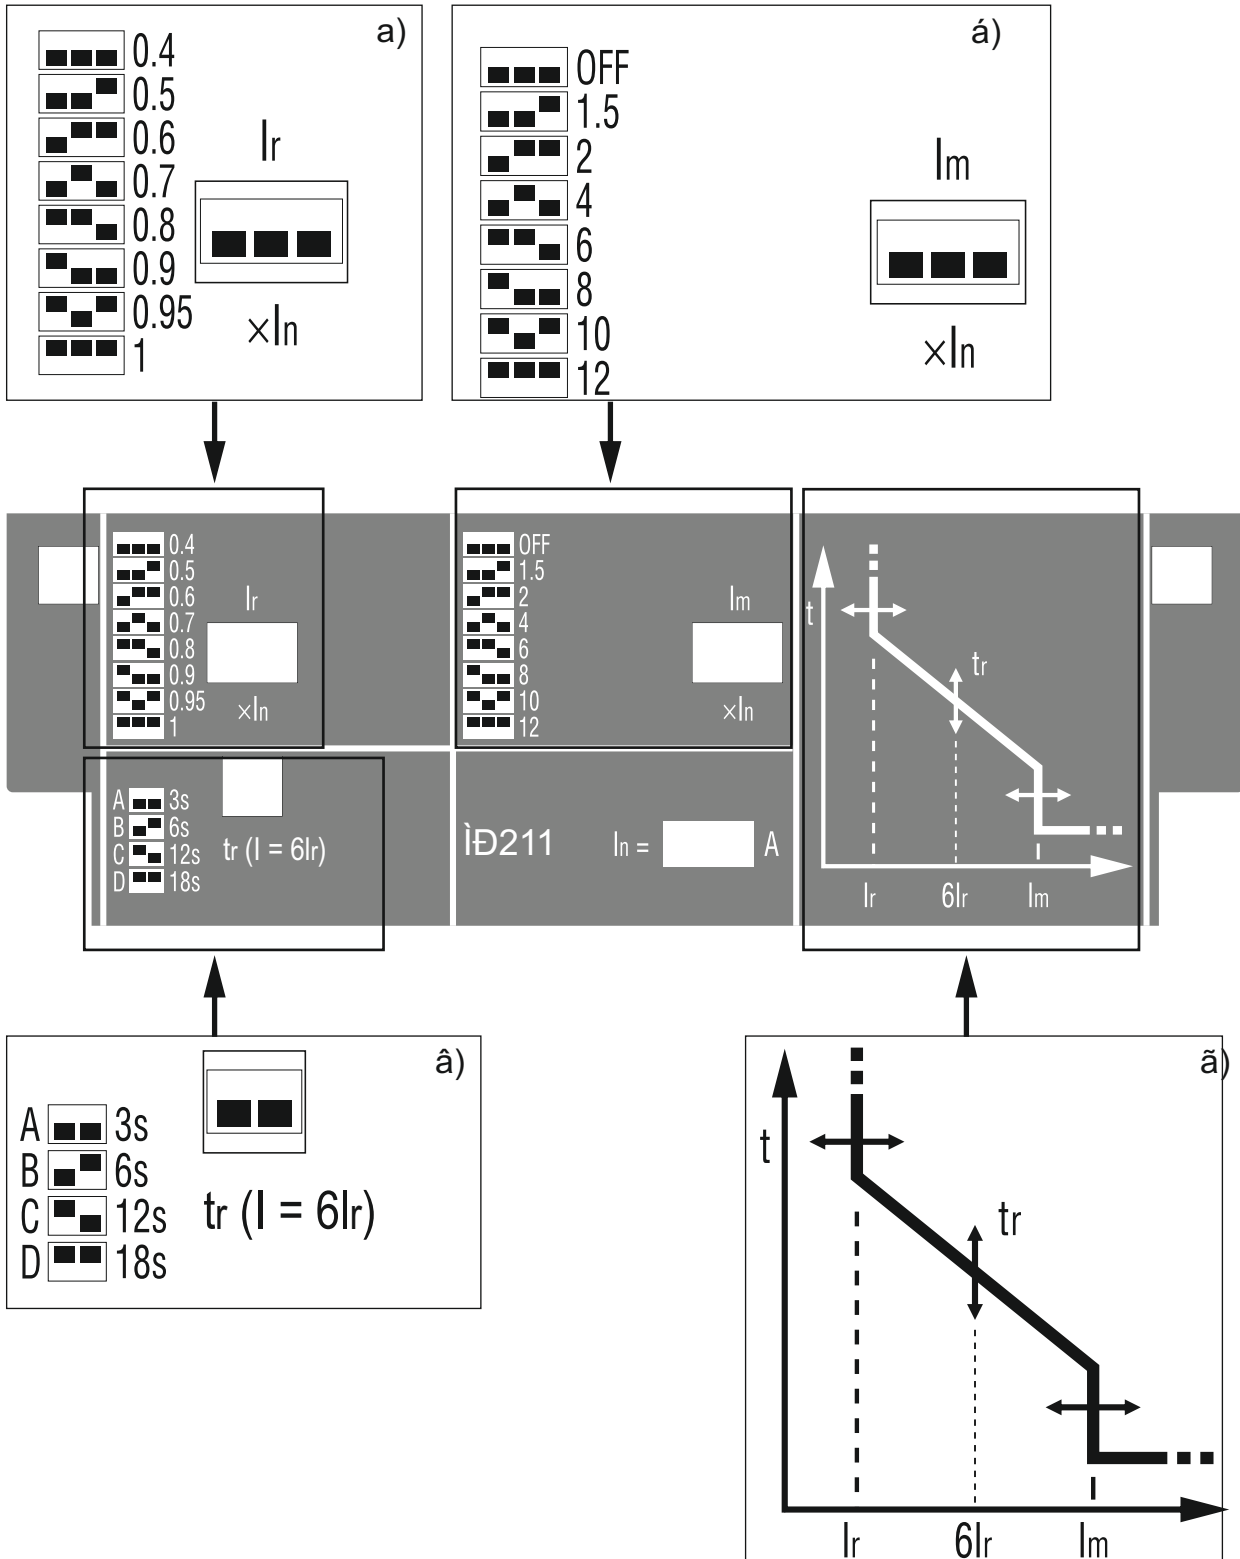 a)
0.4
0.5
0.6
0.7
0.8
0.9
0.95
1
Ir
×In
á)
OFF
1.5
2
4
6
8
10
12
Im
×In
0.4
0.5
0.6
0.7
0.8
0.9
0.95
1
Ir
×In
OFF
1.5
2
4
6
8
10
12
Im
×In
t
tr
Ir
6Ir
Im
A 3s
B 6s
C 12s
D 18s
tr (I = 6Ir)
ÌÐ211
In = A
â)
A 3s
B 6s
C 12s
D 18s
tr (I = 6Ir)
ã)
t
tr
Ir
6Ir
Im